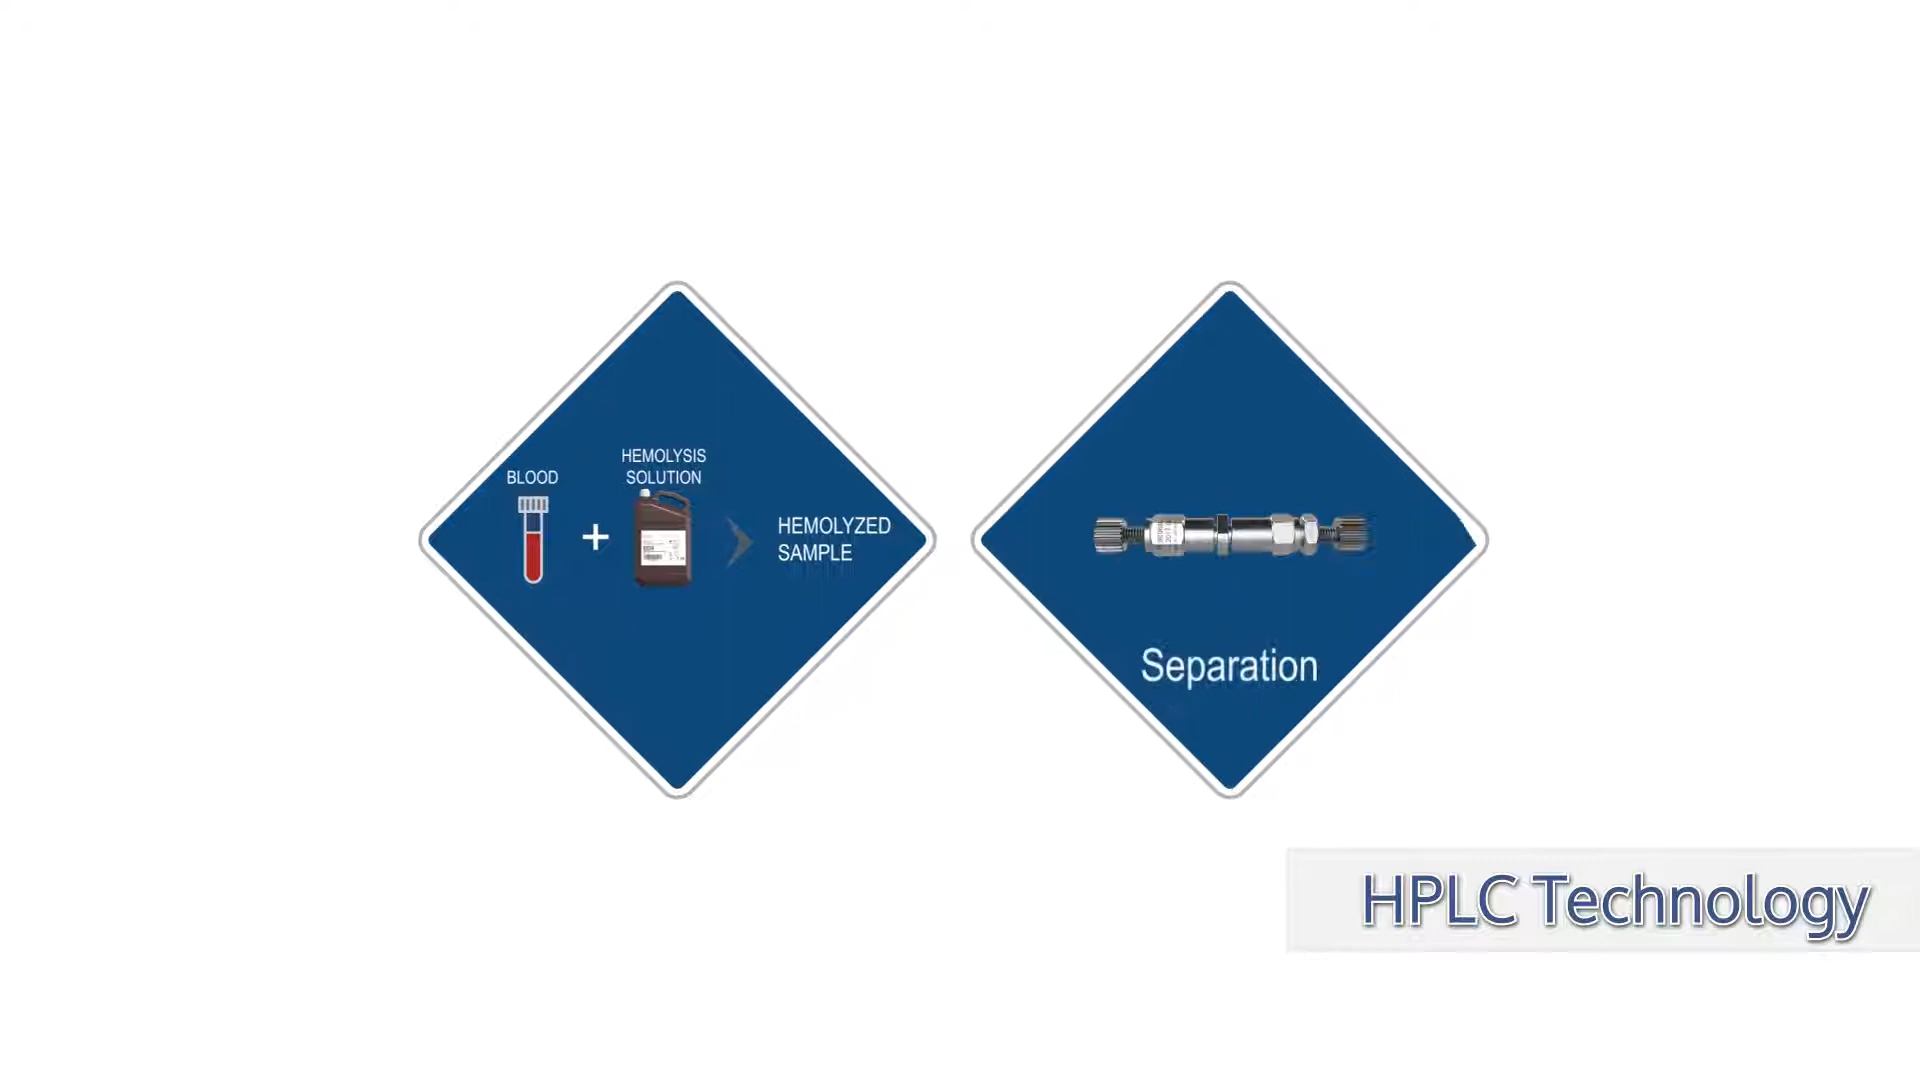 BLOOD
+
HEMOLYSIS
SOLUTION
HEMOLYZED
SAMPLE
Separation
HPLC Technology